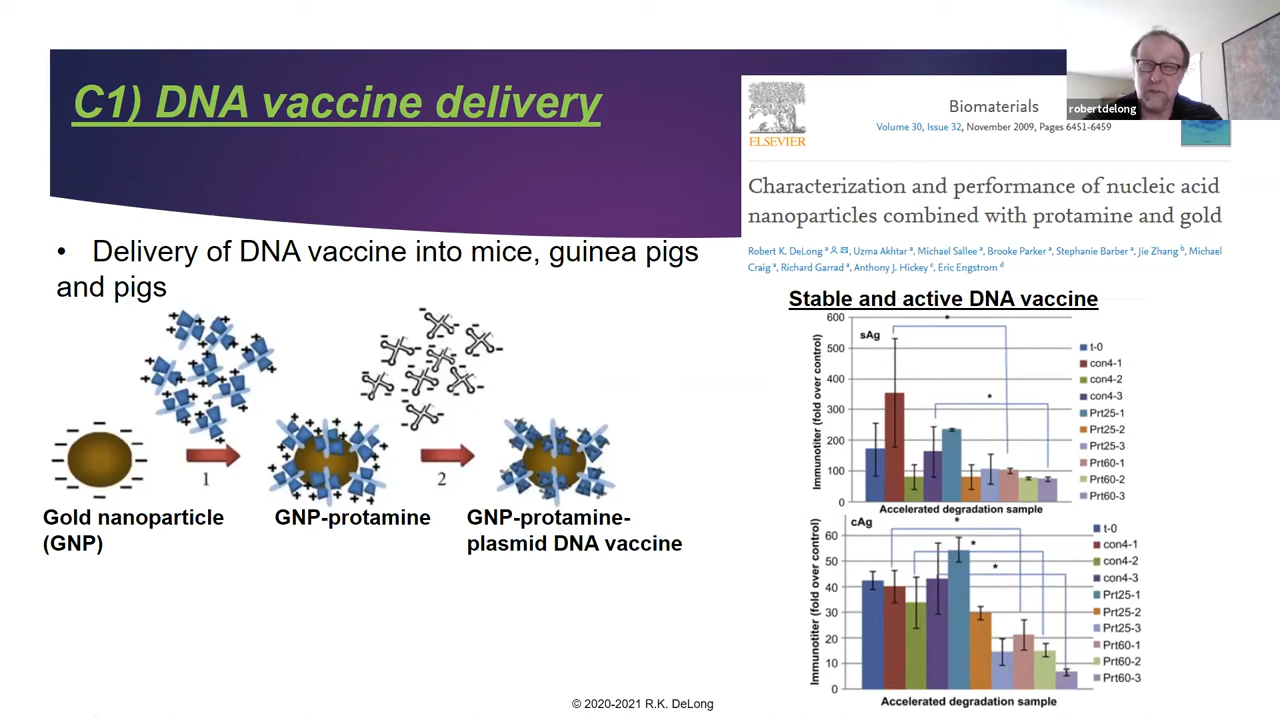 C1) DNA vaccine delivery
robertdelong
ELSEVIER
Biomaterials
Volume 30, Issue 32, November 2009, Pages 6451-6459
Characterization and performance of nucleic acid
nanoparticles combined with protamine and gold
Robert K. DeLong a, Uzma Akhtar a, Michael Sallee a, Brooke Parker a, Stephanie Barber a, Jie Zhang b, Michael
Craig a, Richard Garrad a, Anthony J. Hickey c, Eric Engstrom d
• Delivery of DNA vaccine into mice, guinea pigs
and pigs
1
2
Gold nanoparticle
(GNP)
GNP-protamine
GNP-protamine-
plasmid DNA vaccine
Stable and active DNA vaccine
sAg
Immunotiter (fold over control)
600
500
400
300
200
100
0
*
*
t-0
con4-1
con4-2
con4-3
Prt25-1
Prt25-2
Prt25-3
Prt60-1
Prt60-2
Prt60-3
Accelerated degradation sample
cAg
Immunotiter (fold over control)
60
50
40
30
20
10
0
*
*
*
t-0
con4-1
con4-2
con4-3
Prt25-1
Prt25-2
Prt25-3
Prt60-1
Prt60-2
Prt60-3
Accelerated degradation sample
© 2020-2021 R.K. DeLong